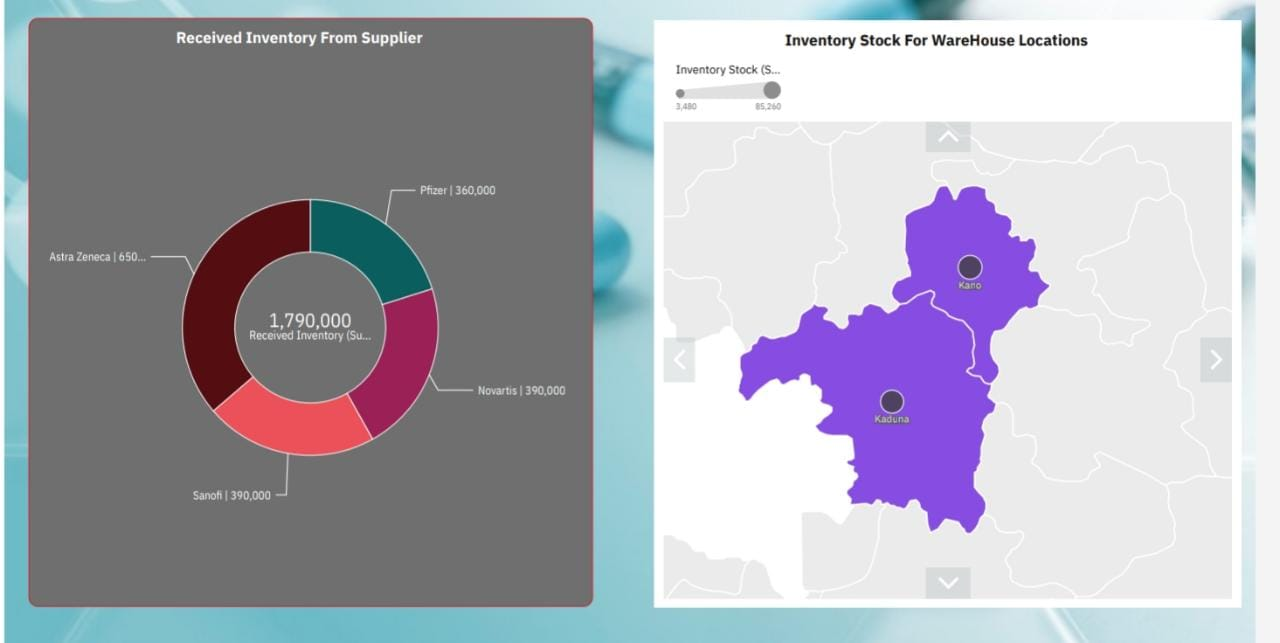 Received Inventory From Supplier
Pfizer | 360,000
Astra Zeneca | 650...
1,790,000
Received Inventory (Su...
Novartis | 390,000
Sanofi | 390,000
Inventory Stock For WareHouse Locations
Inventory Stock (S...
3,480 85,260
Kano
Kaduna